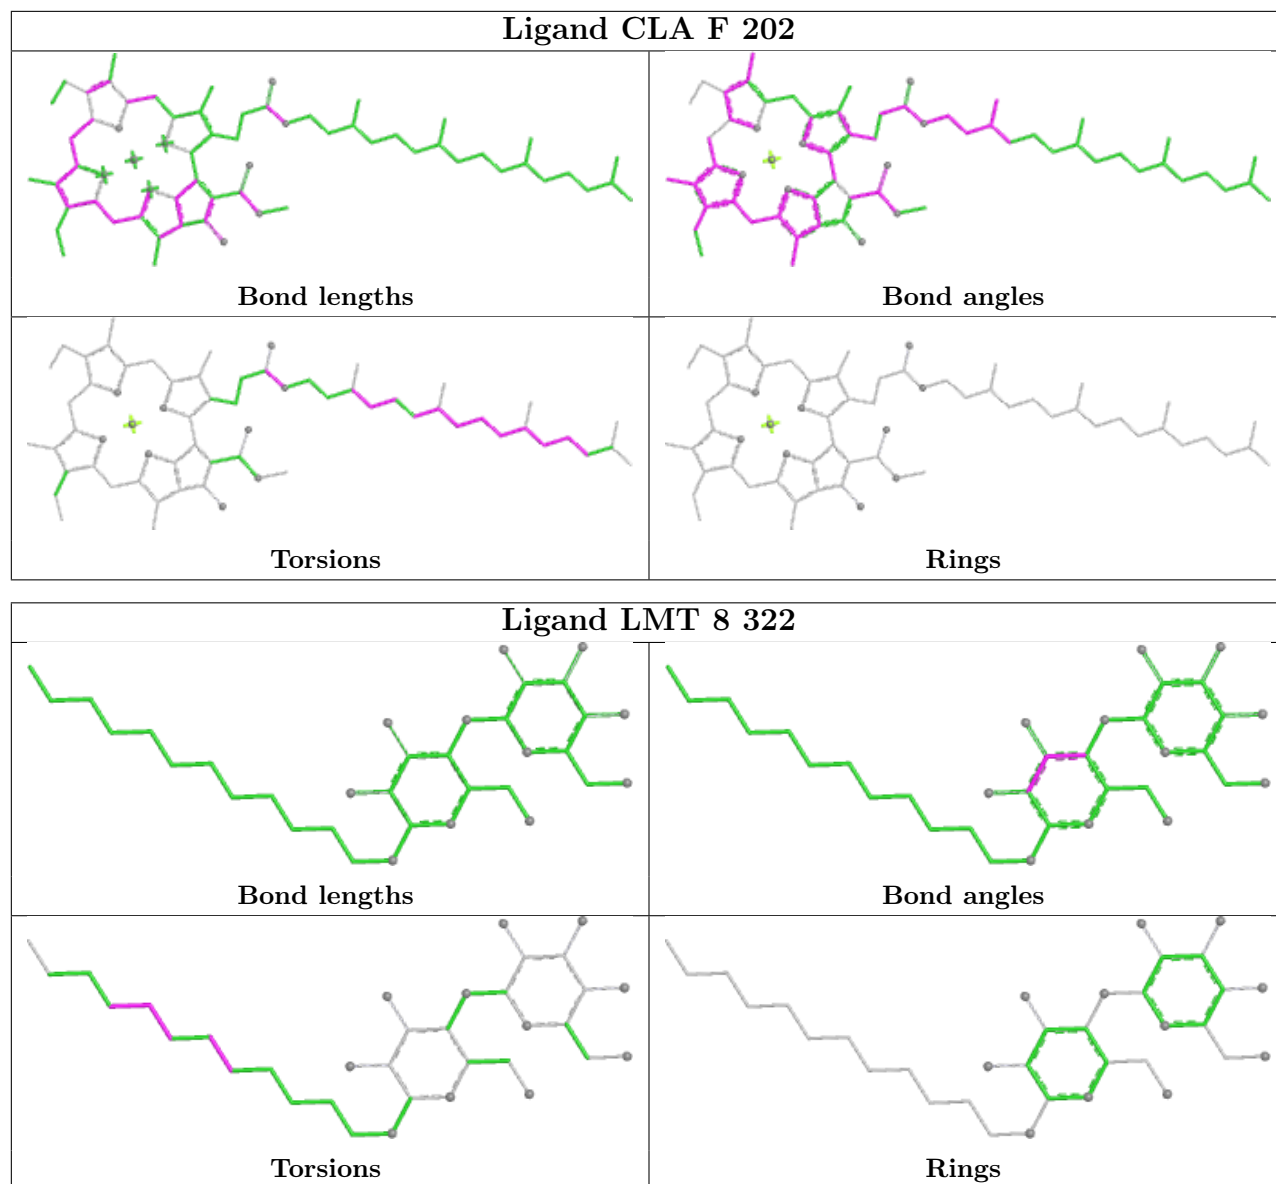 Ligand CLA F 202
Bond lengths
Bond angles
Torsions
Rings
Ligand LMT 8 322
Bond lengths
Bond angles
Torsions
Rings